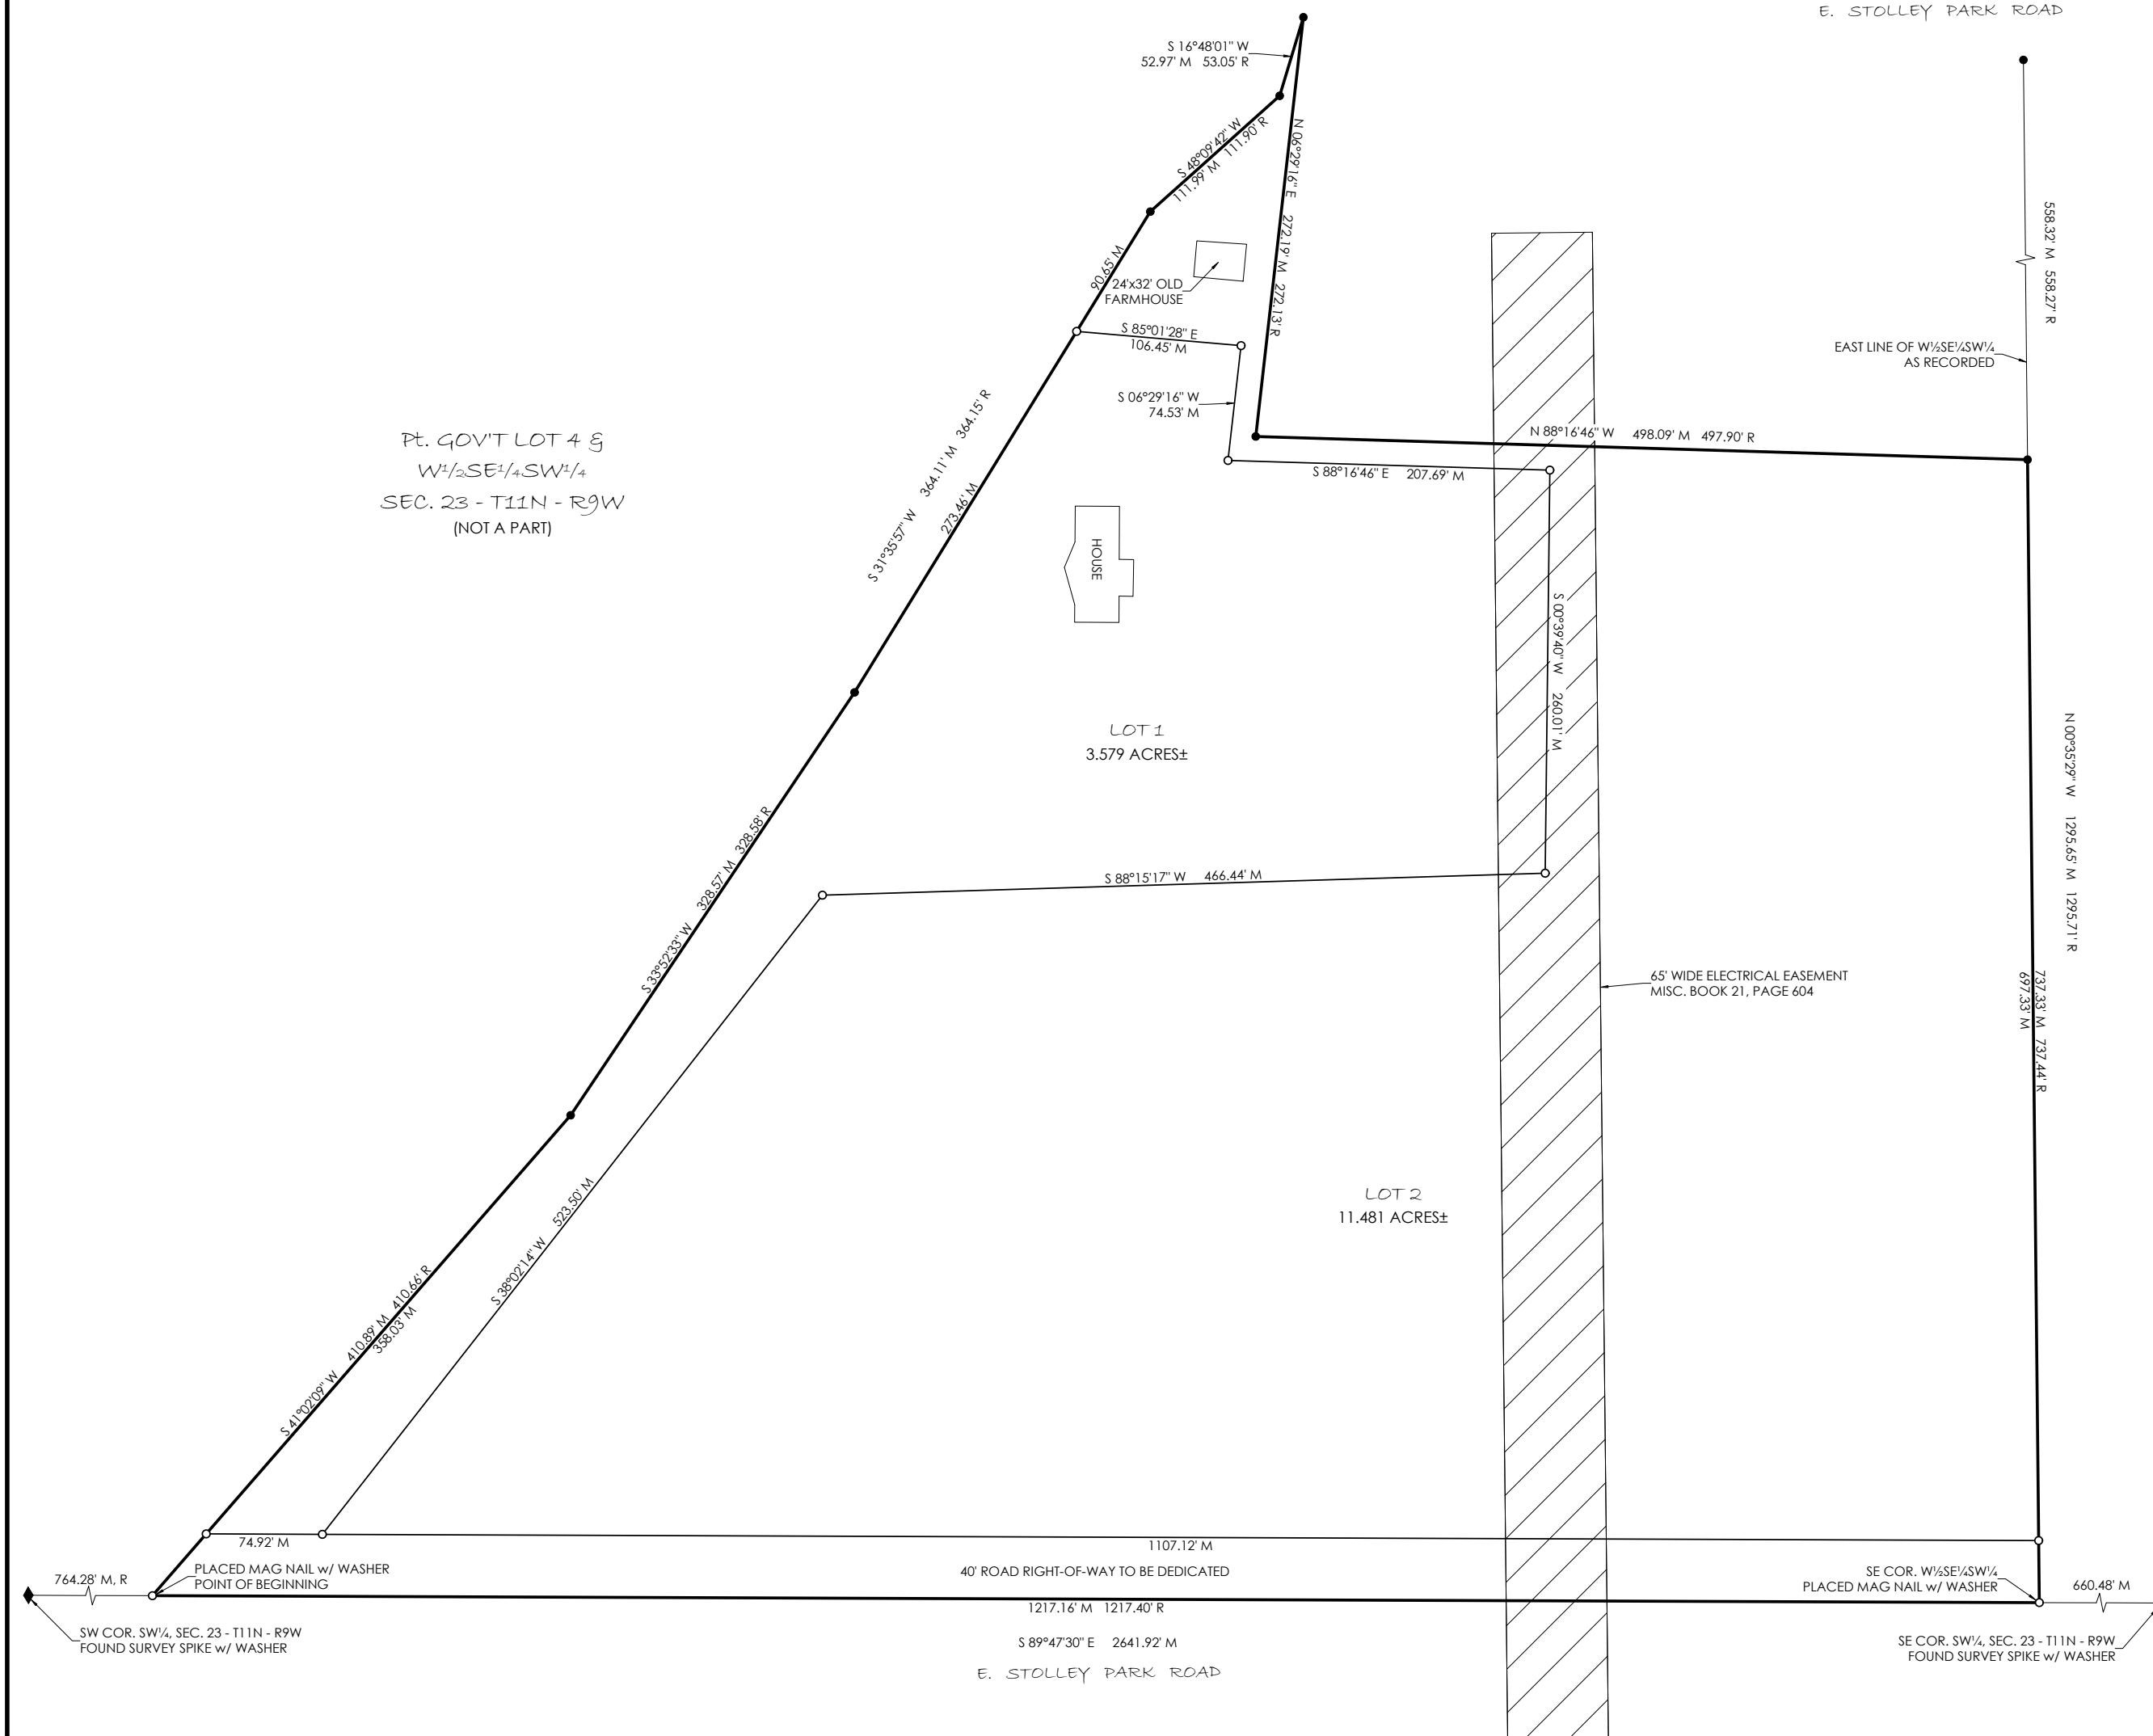 E. STOLLEY PARK ROAD
S 16°48'01" W
52.97' M 53.05' R
S 48°09'42" W
111.99' M 111.90' R
N 06°29'16" E 272.19' M 272.13' R
558.32' M 558.27' R
90.65' M
24'x32' OLD
FARMHOUSE
S 85°01'28" E
106.45' M
EAST LINE OF W½SE¼SW¼
AS RECORDED
S 06°29'16" W
74.53' M
S 31°35'57" W 364.11' M 364.15' R
273.46' M
N 88°16'46" W 498.09' M 497.90' R
Pt. GOV'T LOT 4 &
W1/2SE1/4SW1/4
SEC. 23 - T11N - R9W
(NOT A PART)
S 88°16'46" E 207.69' M
HOUSE
S 00°39'40" W 260.01' M
LOT 1
3.579 ACRES±
N 00°35'29" W 1295.65' M 1295.71' R
S 33°52'33" W 328.57' M 328.58' R
S 88°15'17" W 466.44' M
65' WIDE ELECTRICAL EASEMENT
MISC. BOOK 21, PAGE 604
737.33' M 737.44' R
697.33' M
LOT 2
11.481 ACRES±
S 38°02'14" W 523.50' M
S 41°02'09" W 410.89' M 410.66' R
358.03' M
74.92' M
1107.12' M
PLACED MAG NAIL w/ WASHER
POINT OF BEGINNING
40' ROAD RIGHT-OF-WAY TO BE DEDICATED
SE COR. W½SE¼SW¼
PLACED MAG NAIL w/ WASHER
764.28' M, R
660.48' M
1217.16' M 1217.40' R
SW COR. SW¼, SEC. 23 - T11N - R9W
FOUND SURVEY SPIKE w/ WASHER
S 89°47'30" E 2641.92' M
SE COR. SW¼, SEC. 23 - T11N - R9W
FOUND SURVEY SPIKE w/ WASHER
E. STOLLEY PARK ROAD